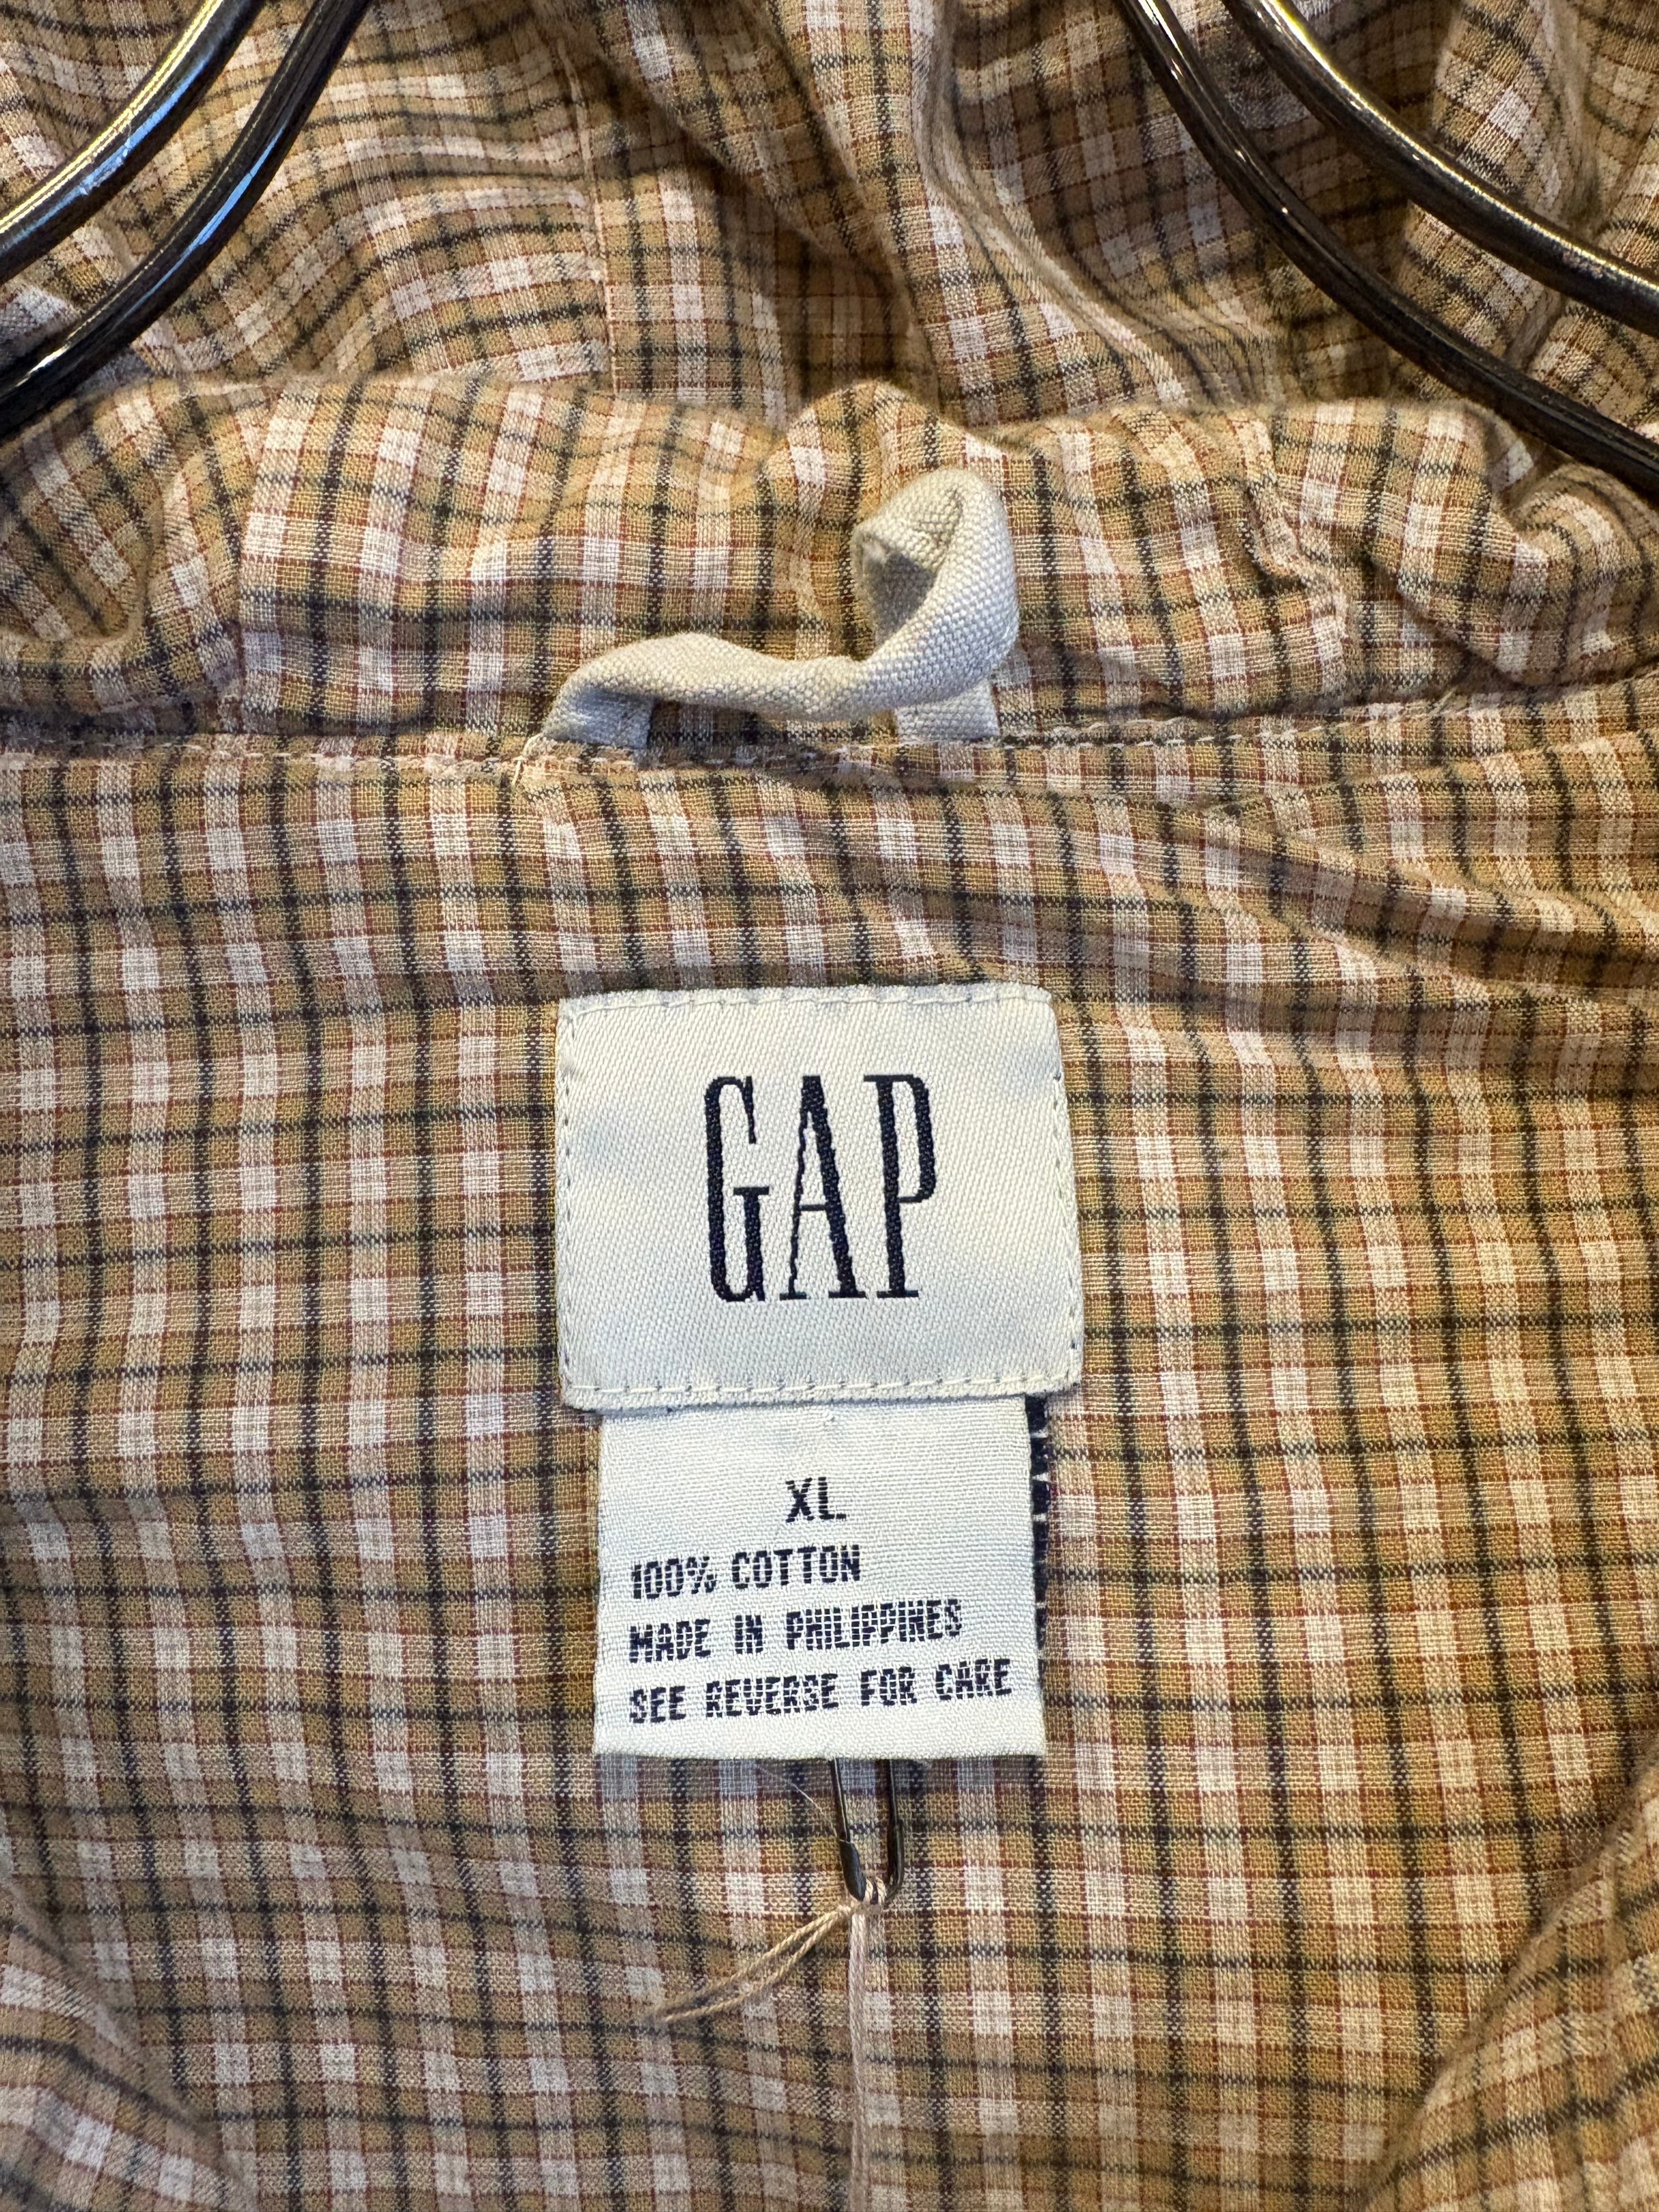 GAP
XL
100% COTTON
MADE IN PHILIPPINES
SEE REVERSE FOR CARE